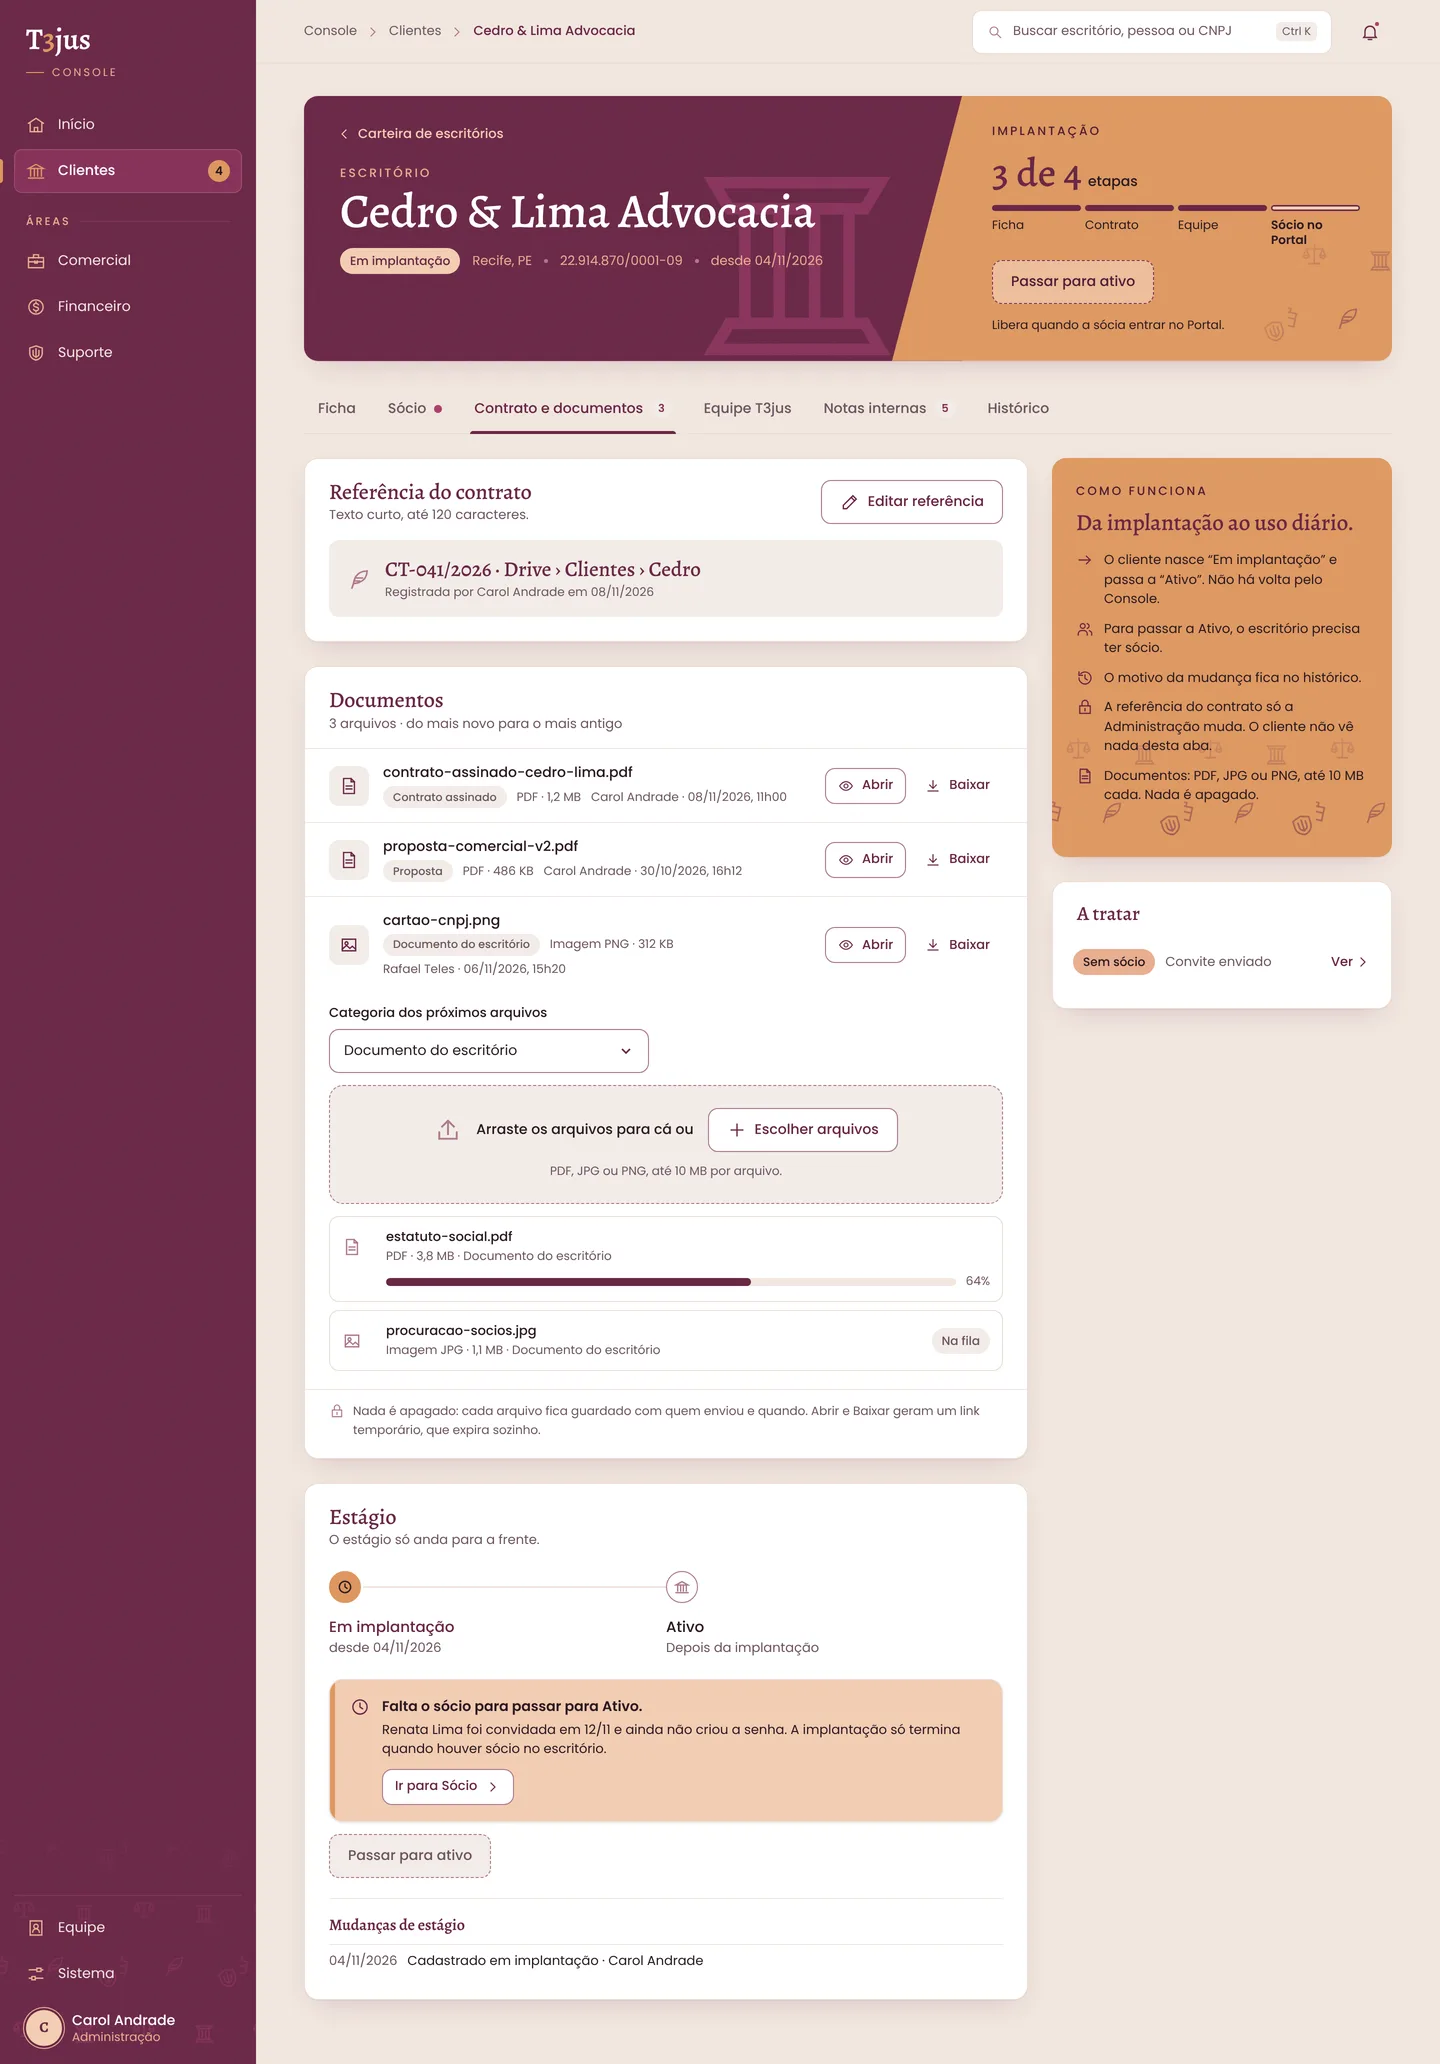 T3jus
CONSOLE
Início
Clientes
4
ÁREAS
Comercial
Financeiro
Suporte
Equipe
Sistema
C
Carol Andrade
Administração
Console
Clientes
Cedro & Lima Advocacia
Buscar escritório, pessoa ou CNPJ
Ctrl K
Carteira de escritórios
ESCRITÓRIO
Cedro & Lima Advocacia
Em implantação
Recife, PE • 22.914.870/0001-09 • desde 04/11/2026
IMPLANTAÇÃO
3 de 4 etapas
Ficha
Contrato
Equipe
Sócio no
Portal
Passar para ativo
Libera quando a sócia entrar no Portal.
Ficha
Sócio
Contrato e documentos 3
Equipe T3jus
Notas internas 5
Histórico
Referência do contrato
Texto curto, até 120 caracteres.
Editar referência
CT-041/2026 · Drive › Clientes › Cedro
Registrada por Carol Andrade em 08/11/2026
Documentos
3 arquivos · do mais novo para o mais antigo
contrato-assinado-cedro-lima.pdf
Contrato assinado PDF · 1,2 MB Carol Andrade · 08/11/2026, 11h00
Abrir
Baixar
proposta-comercial-v2.pdf
Proposta PDF · 486 KB Carol Andrade · 30/10/2026, 16h12
Abrir
Baixar
cartao-cnpj.png
Documento do escritório Imagem PNG · 312 KB
Rafael Teles · 06/11/2026, 15h20
Abrir
Baixar
Categoria dos próximos arquivos
Documento do escritório
Arraste os arquivos para cá ou
Escolher arquivos
PDF, JPG ou PNG, até 10 MB por arquivo.
estatuto-social.pdf
PDF · 3,8 MB · Documento do escritório
64%
procuracao-socios.jpg
Imagem JPG · 1,1 MB · Documento do escritório
Na fila
Nada é apagado: cada arquivo fica guardado com quem enviou e quando. Abrir e Baixar geram um link
temporário, que expira sozinho.
Estágio
O estágio só anda para a frente.
Em implantação
desde 04/11/2026
Ativo
Depois da implantação
Falta o sócio para passar para Ativo.
Renata Lima foi convidada em 12/11 e ainda não criou a senha. A implantação só termina
quando houver sócio no escritório.
Ir para Sócio
Passar para ativo
Mudanças de estágio
04/11/2026 Cadastrado em implantação · Carol Andrade
COMO FUNCIONA
Da implantação ao uso diário.
O cliente nasce “Em implantação” e
passa a “Ativo”. Não há volta pelo
Console.
Para passar a Ativo, o escritório precisa
ter sócio.
O motivo da mudança fica no histórico.
A referência do contrato só a
Administração muda. O cliente não vê
nada desta aba.
Documentos: PDF, JPG ou PNG, até 10 MB
cada. Nada é apagado.
A tratar
Sem sócio
Convite enviado
Ver